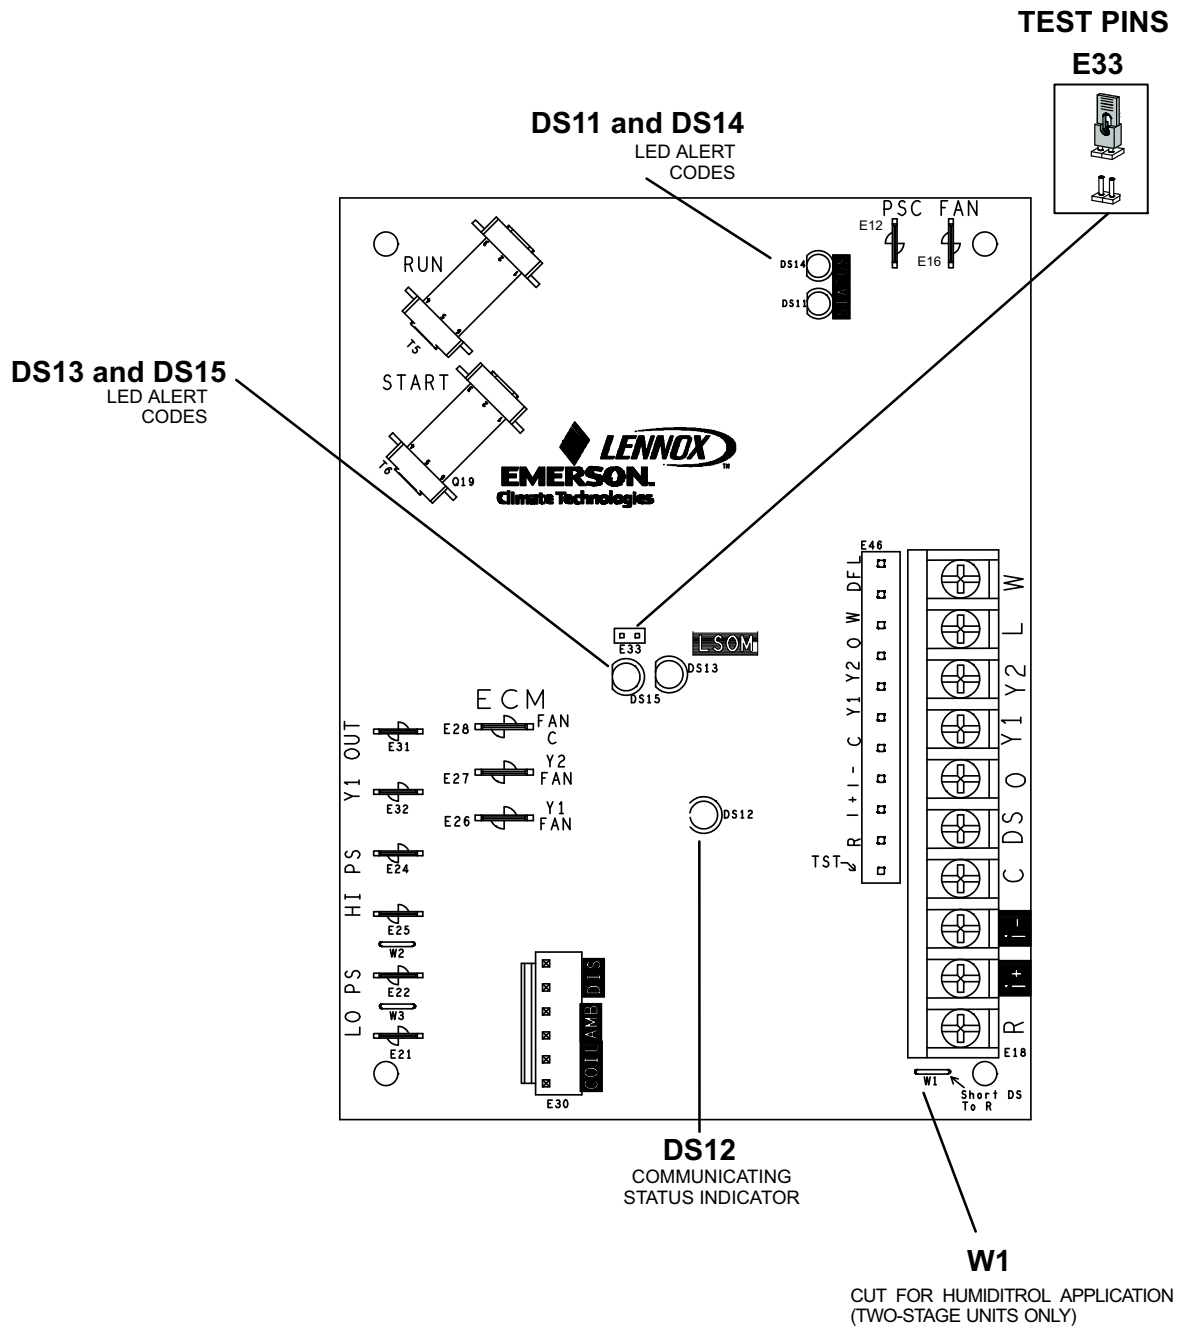 TEST PINS
E33
DS11 and DS14
LED ALERT
CODES
PSC FAN
E12
E16
DS14
DS11
STATUS
RUN
T5
DS13 and DS15
LED ALERT
CODES
START
T6
Q19
LENNOX
TM
EMERSON.
Climate Technologies
E46
DF L
W
O
Y2
Y1
C
I-
I+
R
TST
W
L
Y2
Y1
O
DS
C
i-
i+
R
E18
E33
LSOM
DS13
DS15
ECM
E28 FAN
C
E27 Y2
FAN
E26 Y1
FAN
Y1 OUT
E31
E32
HI PS
E24
E25
W2
LO PS
E22
W3
E21
DS12
DIS
AMB
COIL
E30
W1
Short DS
To R
DS12
COMMUNICATING
STATUS INDICATOR
W1
CUT FOR HUMIDITROL APPLICATION
(TWO-STAGE UNITS ONLY)